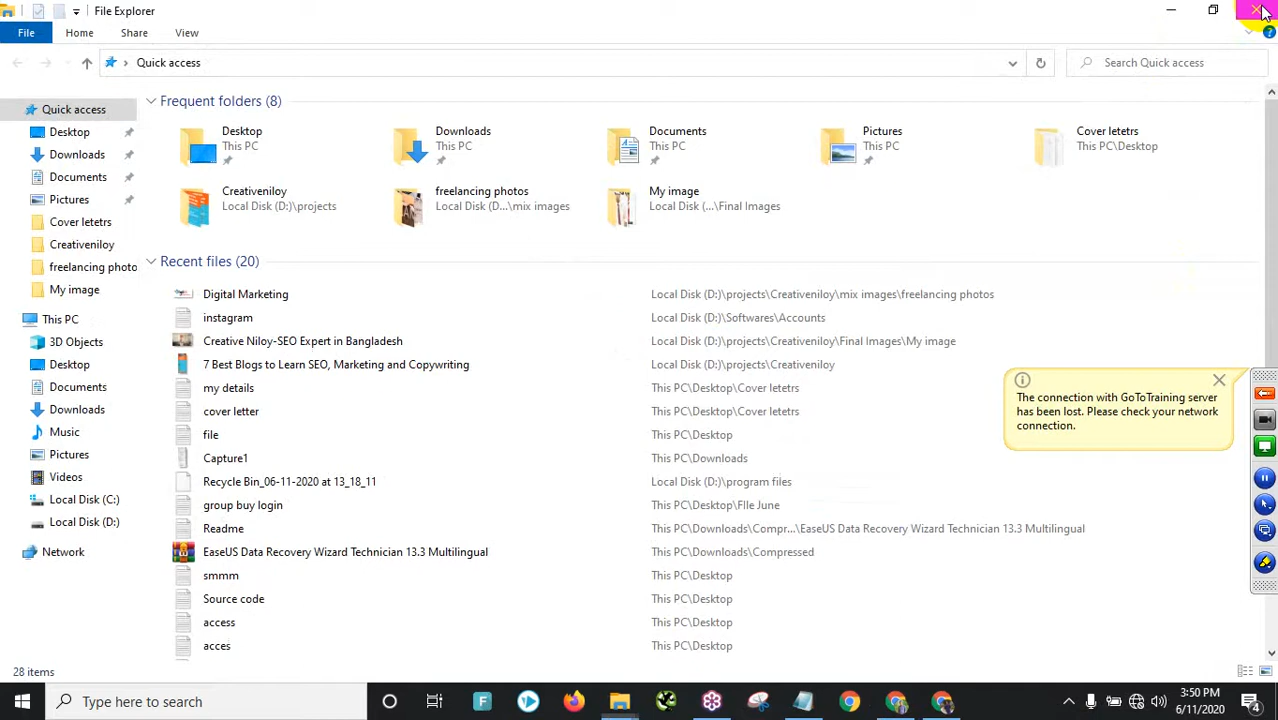 File Explorer
File Home Share View
Quick access
Search Quick access
Quick access
Desktop
Downloads
Documents
Pictures
Cover letetrs
Creativeniloy
freelancing photo
My image
This PC
3D Objects
Desktop
Documents
Downloads
Music
Pictures
Videos
Local Disk (C:)
Local Disk (D:)
Network
Frequent folders (8)
Desktop
This PC
Downloads
This PC
Documents
This PC
Pictures
This PC
Cover letetrs
This PC\Desktop
Creativeniloy
Local Disk (D:)\projects
freelancing photos
Local Disk (D...\mix images
My image
Local Disk (...\Final Images
Recent files (20)
Digital Marketing Local Disk (D:)\projects\Creativeniloy\mix images\freelancing photos
instagram Local Disk (D:)\Softwares\Accounts
Creative Niloy-SEO Expert in Bangladesh Local Disk (D:)\projects\Creativeniloy\Final Images\My image
7 Best Blogs to Learn SEO, Marketing and Copywriting Local Disk (D:)\projects\Creativeniloy
my details This PC\Desktop\Cover letetrs
cover letter This PC\Desktop\Cover letetrs
file This PC\Desktop
Capture1 This PC\Downloads
Recycle Bin_06-11-2020 at 13_18_11 Local Disk (D:)\program files
group buy login This PC\Desktop\FIle June
Readme This PC\Downloads\Compr...\EaseUS Data Recovery Wizard Technician 13.3 Multilingual
EaseUS Data Recovery Wizard Technician 13.3 Multilingual This PC\Downloads\Compressed
smmm This PC\Desktop
Source code This PC\Desktop
access This PC\Desktop
acces This PC\Desktop
The connection with GoToTraining server
has been lost. Please check your network
connection.
28 items
Type here to search
3:50 PM
6/11/2020
4